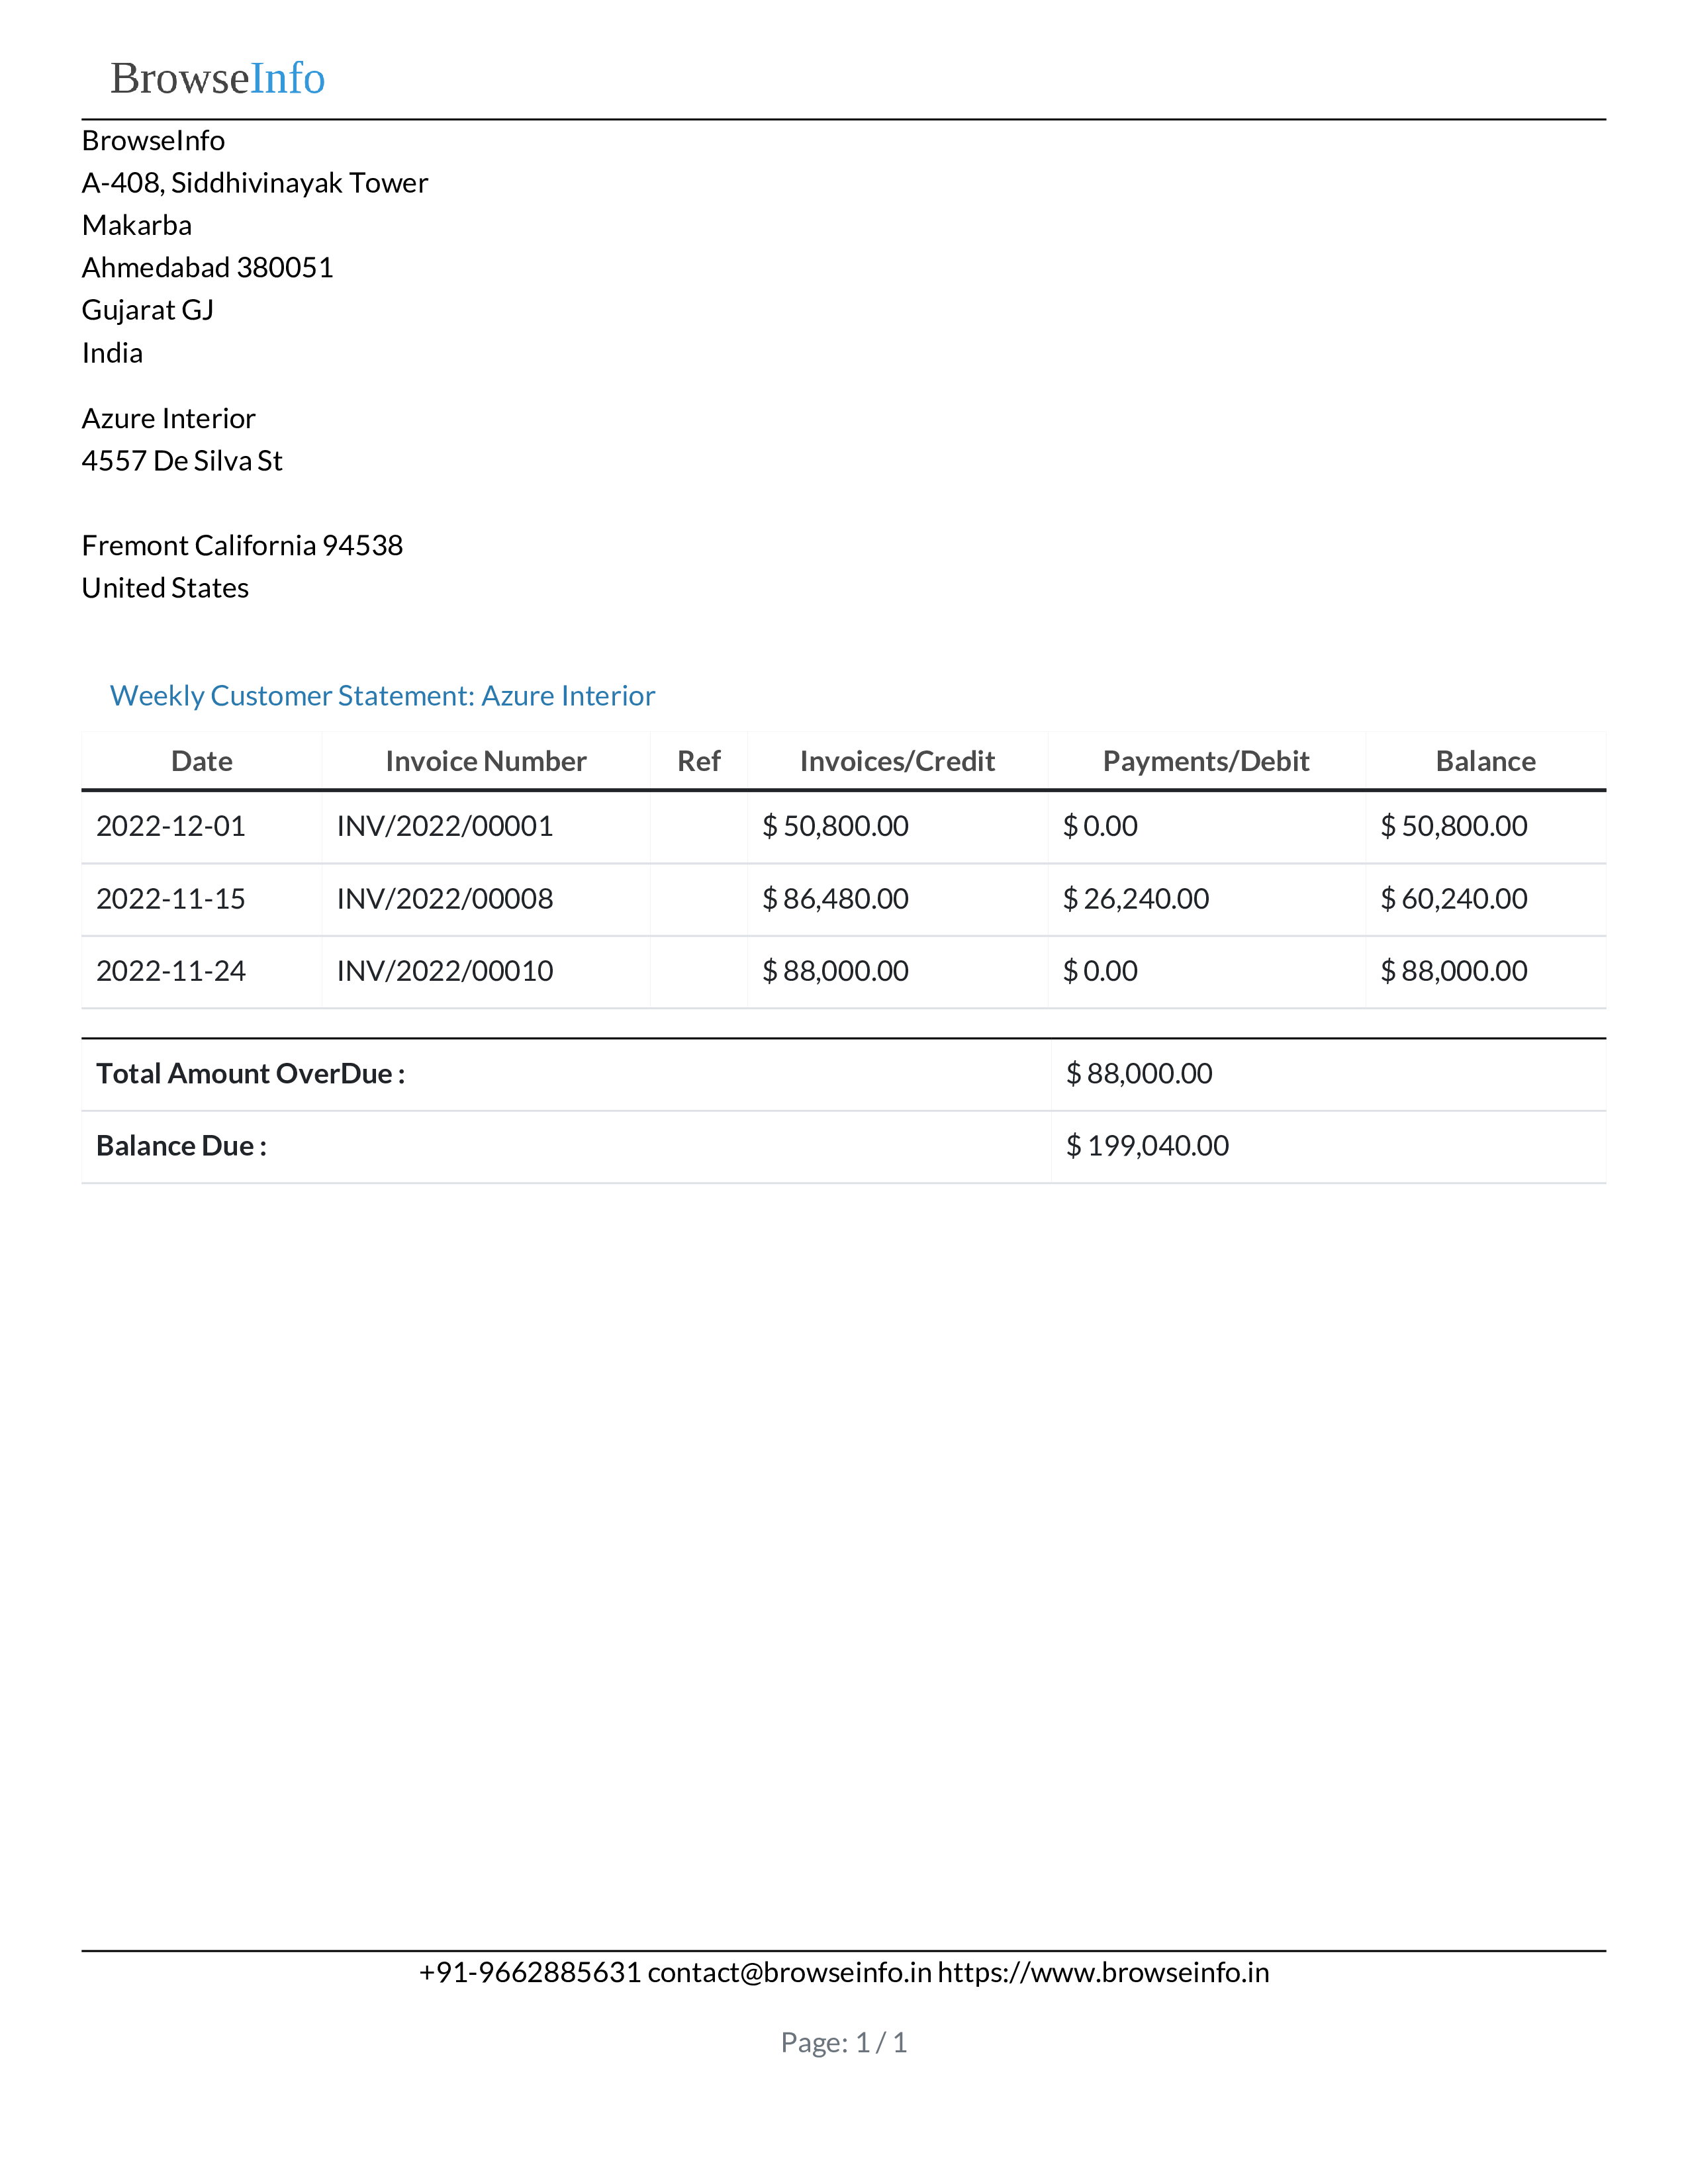 BrowseInfo
BrowseInfo
A-408, Siddhivinayak Tower
Makarba
Ahmedabad 380051
Gujarat GJ
India
Azure Interior
4557 De Silva St
Fremont California 94538
United States
Weekly Customer Statement: Azure Interior
Date Invoice Number Ref Invoices/Credit Payments/Debit Balance
2022-12-01 INV/2022/00001 $ 50,800.00 $ 0.00 $ 50,800.00
2022-11-15 INV/2022/00008 $ 86,480.00 $ 26,240.00 $ 60,240.00
2022-11-24 INV/2022/00010 $ 88,000.00 $ 0.00 $ 88,000.00
Total Amount OverDue : $ 88,000.00
Balance Due : $ 199,040.00
+91-9662885631 contact@browseinfo.in https://www.browseinfo.in
Page: 1 / 1